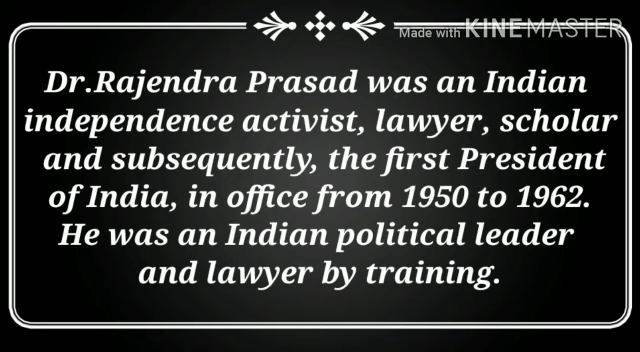 Made with KINEMASTER
Dr.Rajendra Prasad was an Indian
independence activist, lawyer, scholar
and subsequently, the first President
of India, in office from 1950 to 1962.
He was an Indian political leader
and lawyer by training.